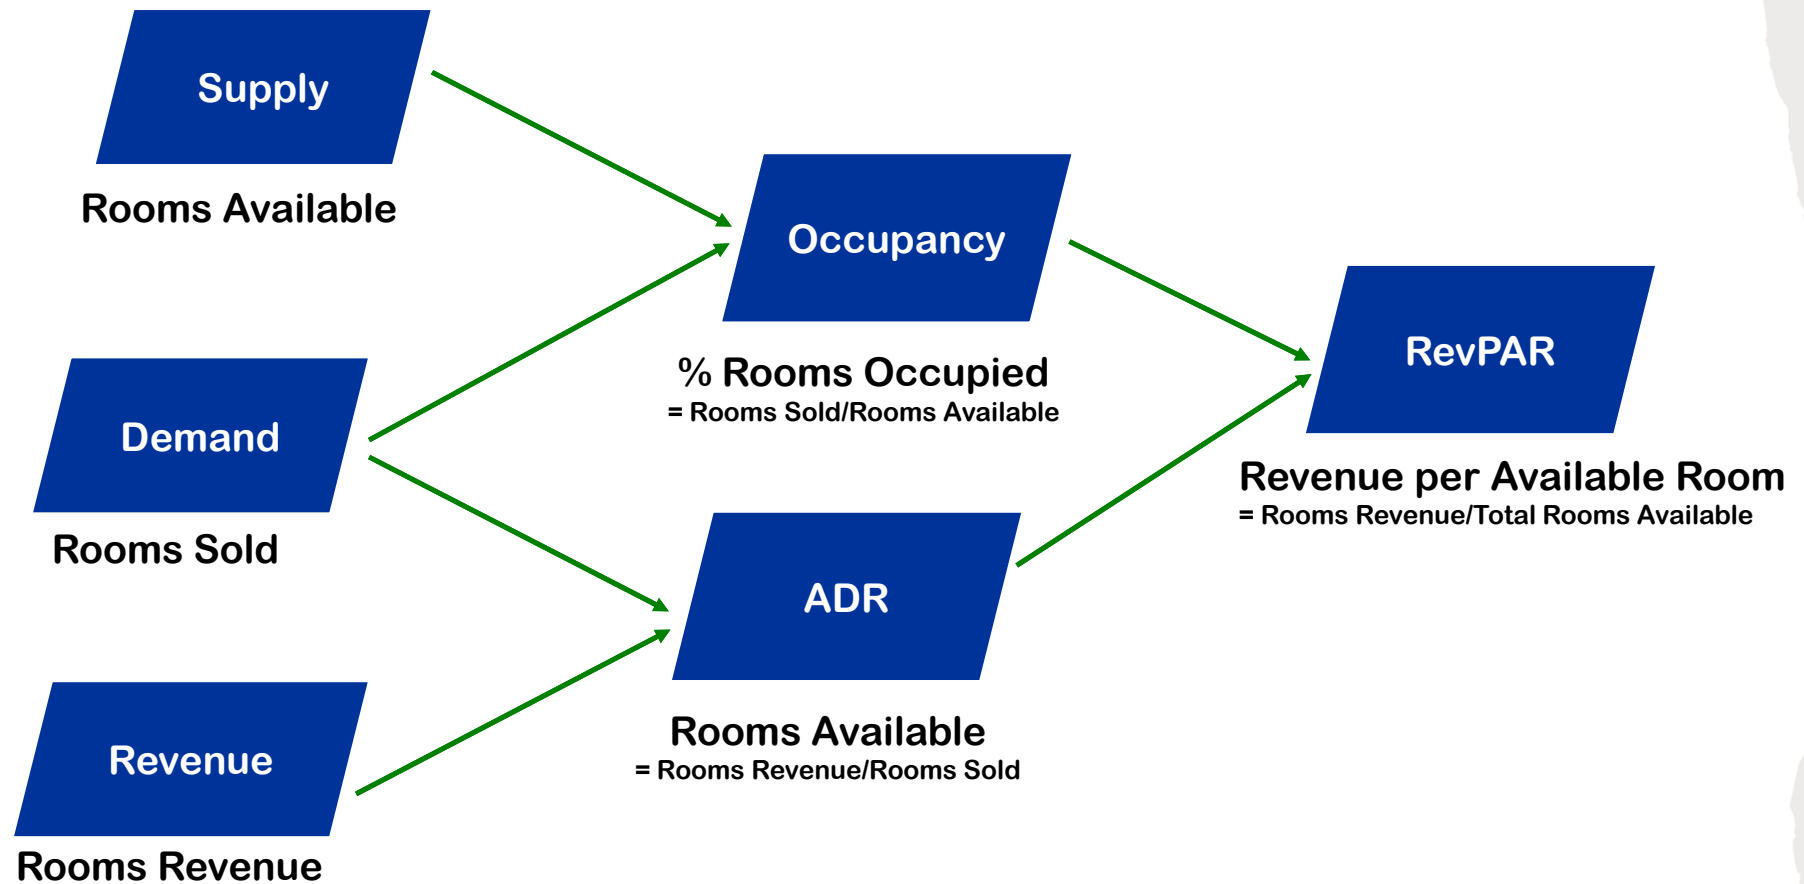 Supply
Rooms Available
Demand
Rooms Sold
Revenue
Rooms Revenue
Occupancy
% Rooms Occupied
= Rooms Sold/Rooms Available
ADR
Rooms Available
= Rooms Revenue/Rooms Sold
RevPAR
Revenue per Available Room
= Rooms Revenue/Total Rooms Available